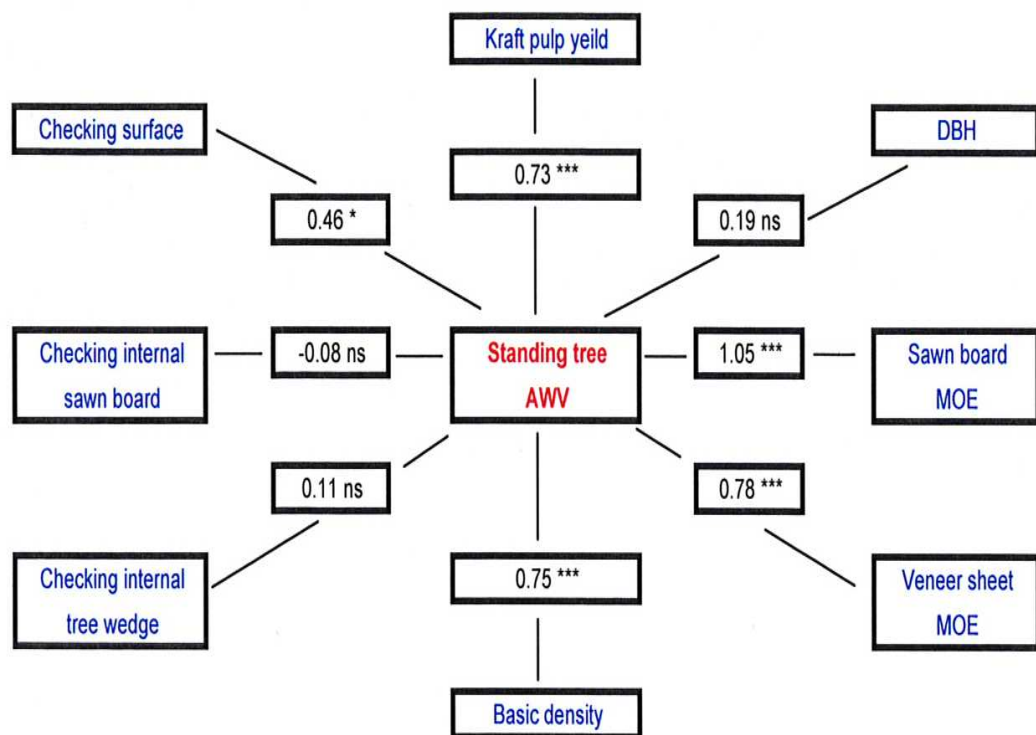 Kraft pulp yeild
Checking surface
DBH
0.73 ***
0.46 *
0.19 ns
Checking internal
sawn board
-0.08 ns
Standing tree
AWV
1.05 ***
Sawn board
MOE
0.11 ns
0.78 ***
Checking internal
tree wedge
0.75 ***
Veneer sheet
MOE
Basic density